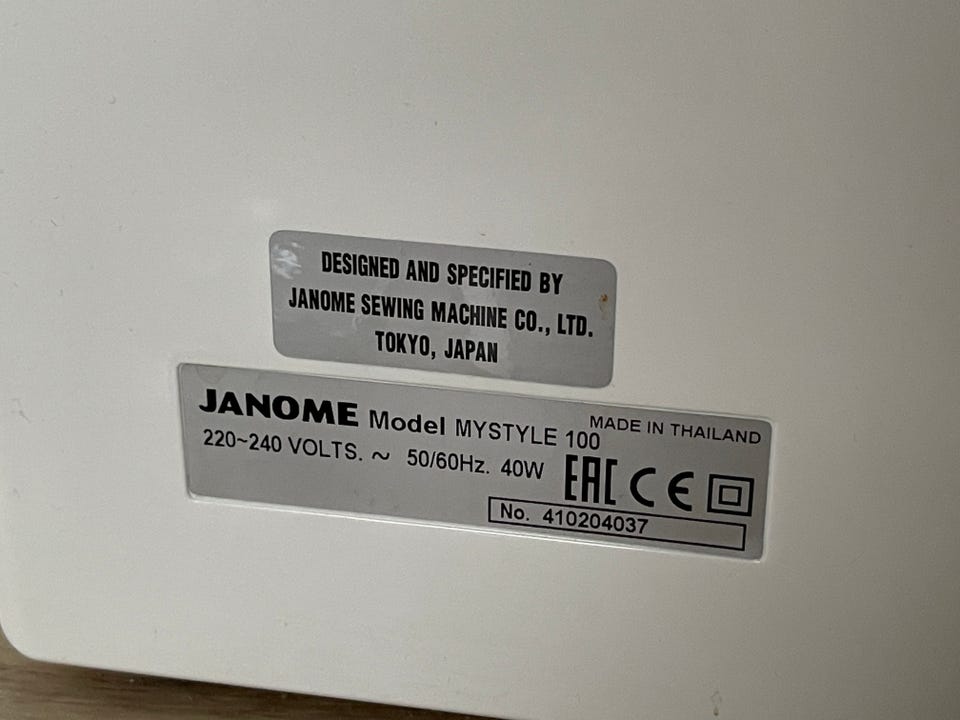 DESIGNED AND SPECIFIED BY
JANOME SEWING MACHINE CO., LTD.
TOKYO, JAPAN
JANOME Model MYSTYLE 100
MADE IN THAILAND
220~240 VOLTS. ~ 50/60Hz. 40W
EAC CE
No. 410204037